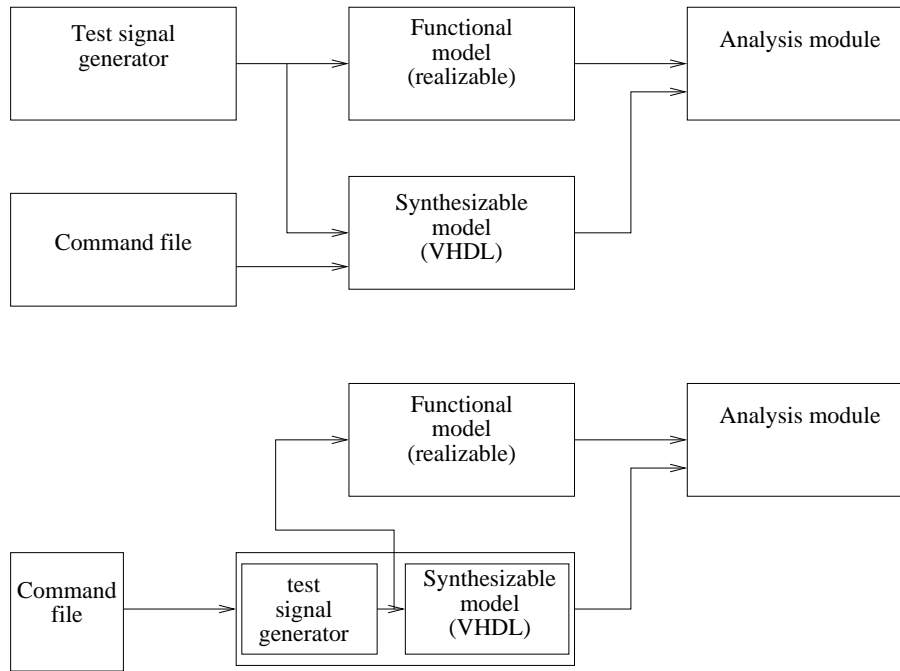 Test signal
generator
Functional
model
(realizable)
Analysis module
Command file
Synthesizable
model
(VHDL)
Functional
model
(realizable)
Analysis module
Command
file
test
signal
generator
Synthesizable
model
(VHDL)